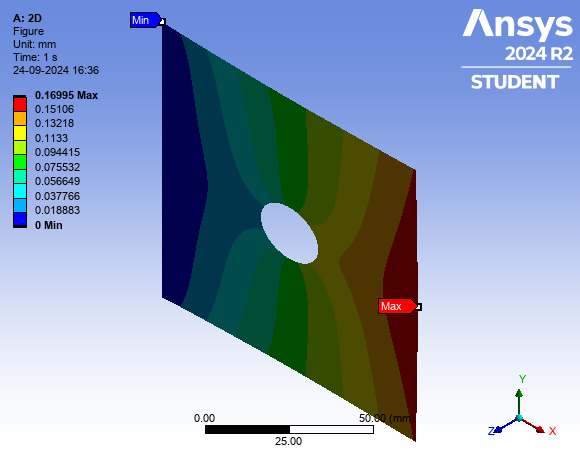 A: 2D
Figure
Unit: mm
Time: 1 s
24-09-2024 16:36
0.16995 Max
0.15106
0.13218
0.1133
0.094415
0.075532
0.056649
0.037766
0.018883
0 Min
Min
Max
Ansys
2024 R2
STUDENT
0.00
50.00 (mm)
25.00
Y
Z
X